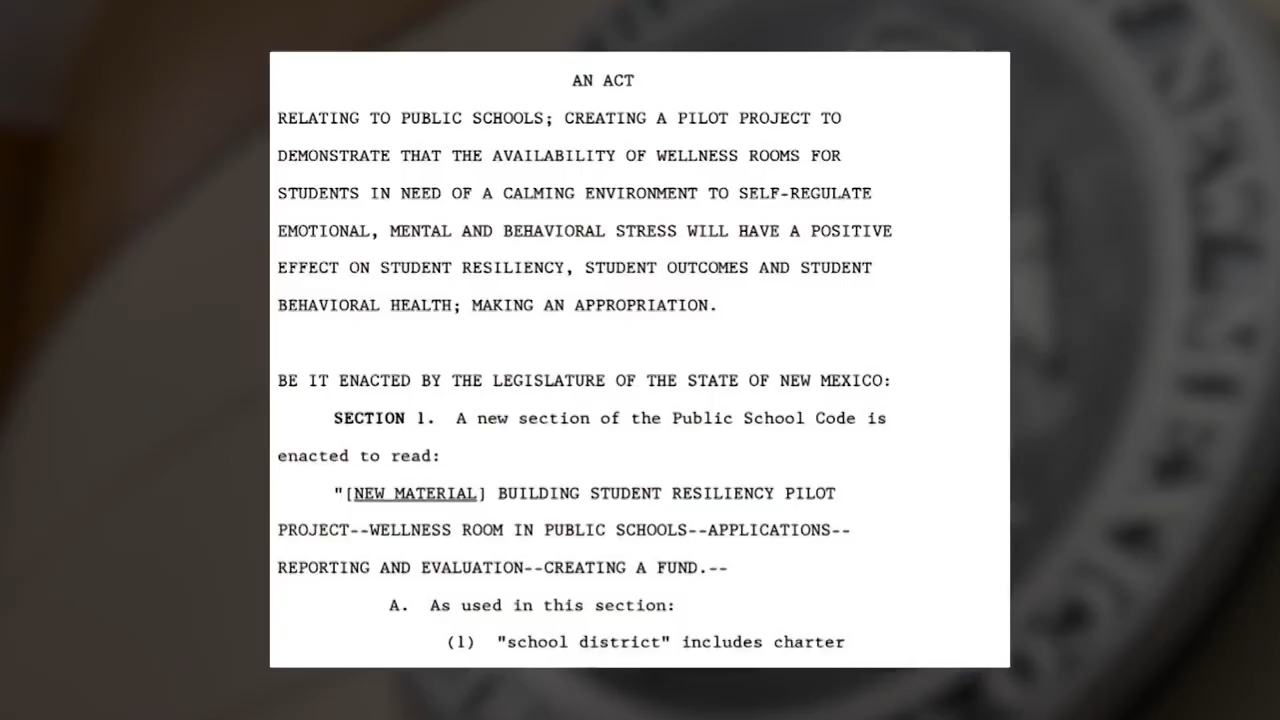 AN ACT
RELATING TO PUBLIC SCHOOLS; CREATING A PILOT PROJECT TO
DEMONSTRATE THAT THE AVAILABILITY OF WELLNESS ROOMS FOR
STUDENTS IN NEED OF A CALMING ENVIRONMENT TO SELF-REGULATE
EMOTIONAL, MENTAL AND BEHAVIORAL STRESS WILL HAVE A POSITIVE
EFFECT ON STUDENT RESILIENCY, STUDENT OUTCOMES AND STUDENT
BEHAVIORAL HEALTH; MAKING AN APPROPRIATION.
BE IT ENACTED BY THE LEGISLATURE OF THE STATE OF NEW MEXICO:
SECTION 1. A new section of the Public School Code is
enacted to read:
"[NEW MATERIAL] BUILDING STUDENT RESILIENCY PILOT
PROJECT--WELLNESS ROOM IN PUBLIC SCHOOLS--APPLICATIONS--
REPORTING AND EVALUATION--CREATING A FUND.--
A. As used in this section:
(1) "school district" includes charter